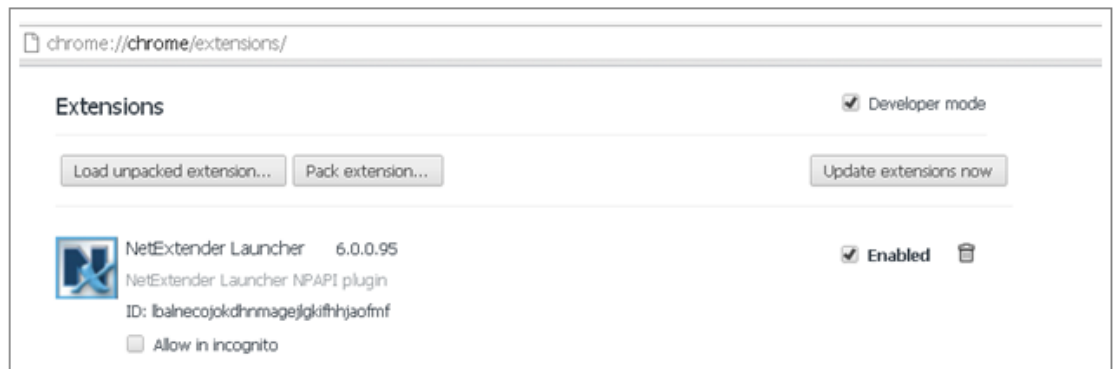 chrome://chrome/extensions/
Extensions
Developer mode
Load unpacked extension...
Pack extension...
Update extensions now
NetExtender Launcher 6.0.0.95
Enabled
NetExtender Launcher NPAPI plugin
ID: lbalnecojokdhnmagejlgkifhhjaofmf
Allow in incognito